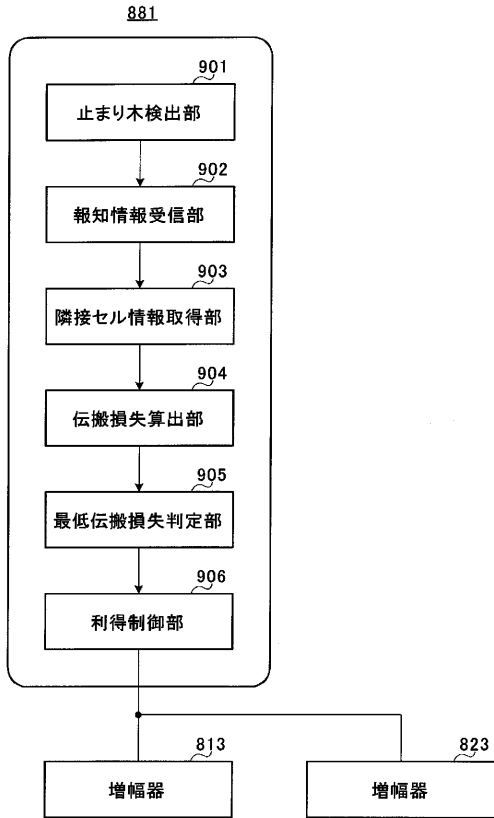 881
901
止まり木検出部
902
報知情報受信部
903
隣接セル情報取得部
904
伝搬損失算出部
905
最低伝搬損失判定部
906
利得制御部
813
823
増幅器
増幅器